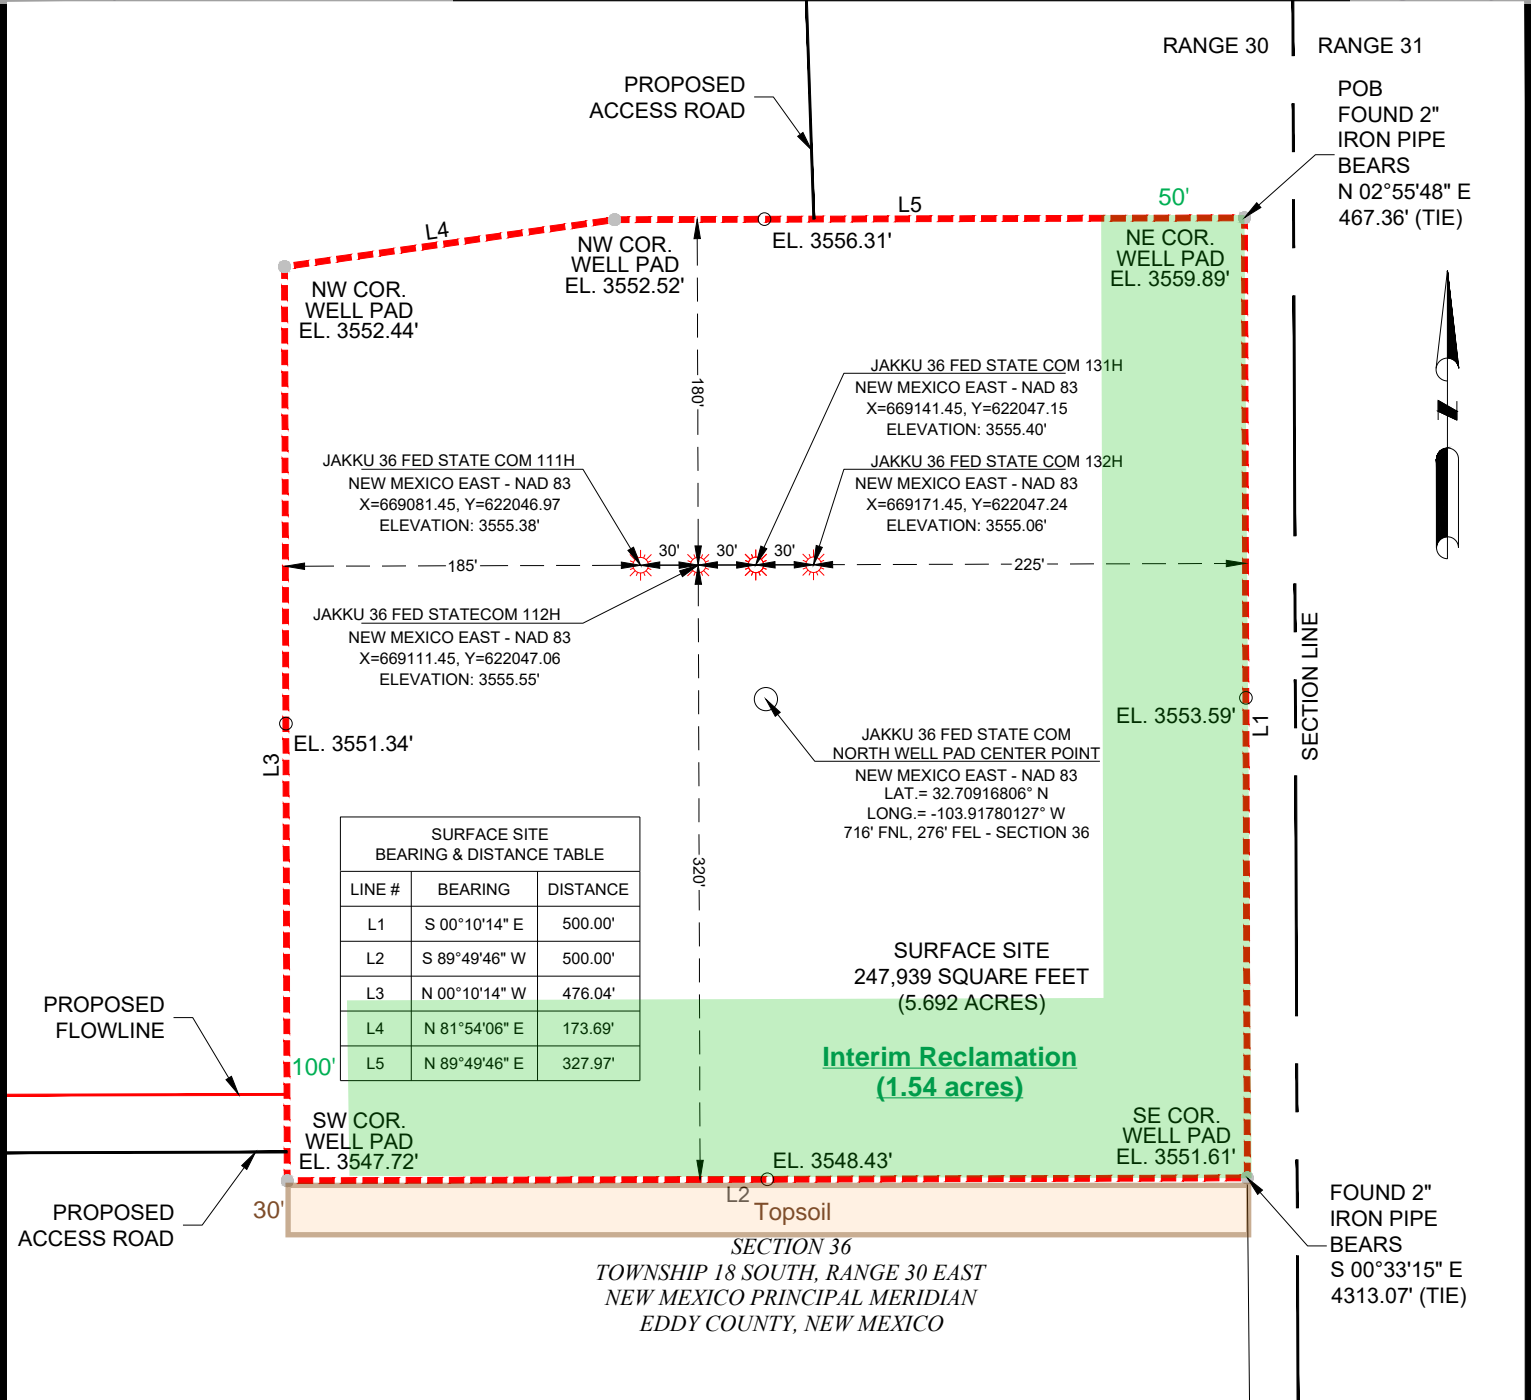 RANGE 30
RANGE 31
PROPOSED
ACCESS ROAD
POB
FOUND 2"
IRON PIPE
BEARS
N 02°55'48" E
467.36' (TIE)
50'
L5
L4
NW COR.
WELL PAD
EL. 3552.52'
EL. 3556.31'
NE COR.
WELL PAD
EL. 3559.89'
NW COR.
WELL PAD
EL. 3552.44'
N
180'
JAKKU 36 FED STATE COM 131H
NEW MEXICO EAST - NAD 83
X=669141.45, Y=622047.15
ELEVATION: 3555.40'
JAKKU 36 FED STATE COM 111H
NEW MEXICO EAST - NAD 83
X=669081.45, Y=622046.97
ELEVATION: 3555.38'
JAKKU 36 FED STATE COM 132H
NEW MEXICO EAST - NAD 83
X=669171.45, Y=622047.24
ELEVATION: 3555.06'
185'
30'
30'
30'
225'
JAKKU 36 FED STATECOM 112H
NEW MEXICO EAST - NAD 83
X=669111.45, Y=622047.06
ELEVATION: 3555.55'
SECTION LINE
EL. 3551.34'
L3
EL. 3553.59'
L1
JAKKU 36 FED STATE COM
NORTH WELL PAD CENTER POINT
NEW MEXICO EAST - NAD 83
LAT.= 32.70916806° N
LONG.= -103.91780127° W
716' FNL, 276' FEL - SECTION 36
320'
SURFACE SITE
BEARING & DISTANCE TABLE
LINE # BEARING DISTANCE
L1 S 00°10'14" E 500.00'
L2 S 89°49'46" W 500.00'
L3 N 00°10'14" W 476.04'
L4 N 81°54'06" E 173.69'
L5 N 89°49'46" E 327.97'
SURFACE SITE
247,939 SQUARE FEET
(5.692 ACRES)
PROPOSED
FLOWLINE
100'
Interim Reclamation
(1.54 acres)
SW COR.
WELL PAD
EL. 3547.72'
EL. 3548.43'
SE COR.
WELL PAD
EL. 3551.61'
L2
30'
Topsoil
PROPOSED
ACCESS ROAD
FOUND 2"
IRON PIPE
BEARS
S 00°33'15" E
4313.07' (TIE)
SECTION 36
TOWNSHIP 18 SOUTH, RANGE 30 EAST
NEW MEXICO PRINCIPAL MERIDIAN
EDDY COUNTY, NEW MEXICO